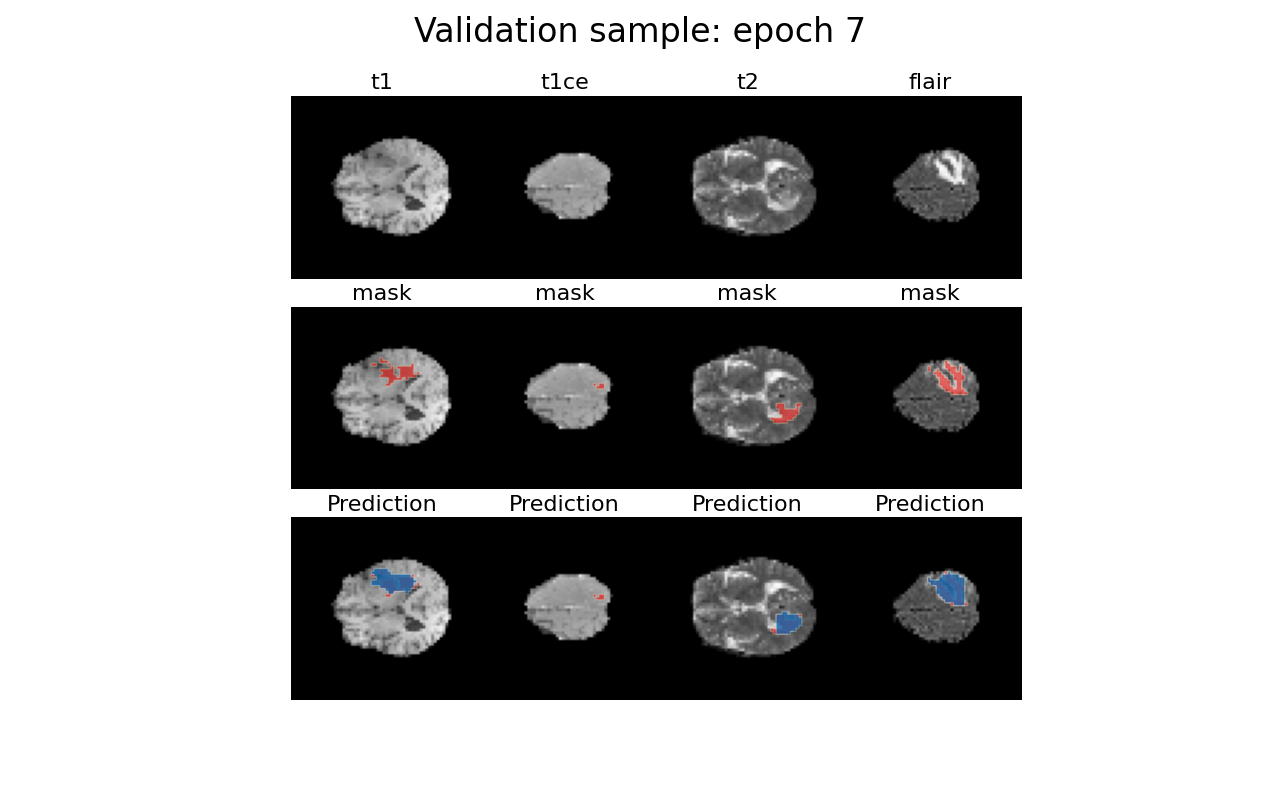 Validation sample: epoch 7
t1 t1ce t2 flair
mask mask mask mask
Prediction Prediction Prediction Prediction